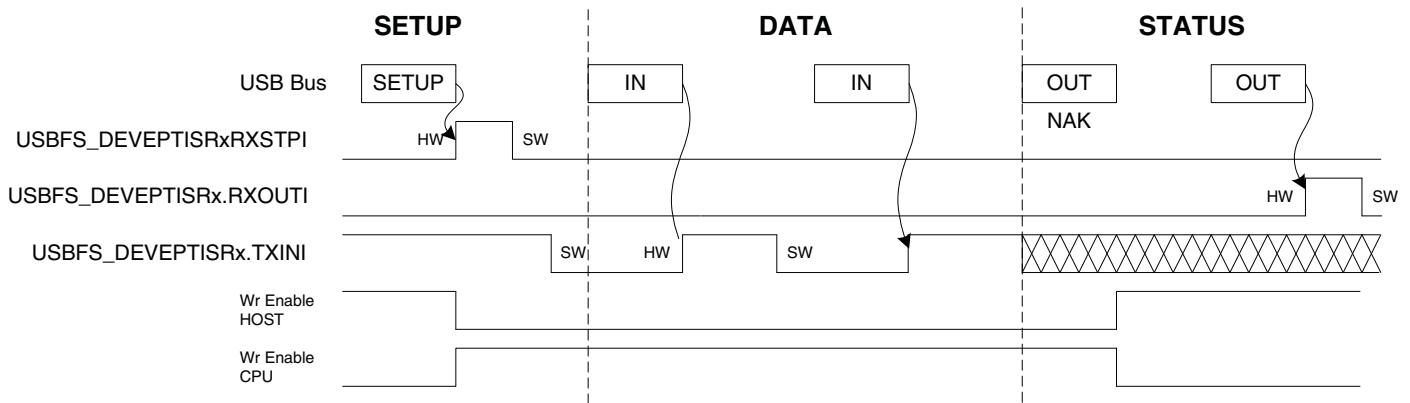 SETUP DATA STATUS
USB Bus SETUP IN IN OUT OUT
NAK
USBFS_DEVEPTISRxRXSTPI HW SW
USBFS_DEVEPTISRx.RXOUTI HW SW
USBFS_DEVEPTISRx.TXINI SW HW SW
Wr Enable
HOST
Wr Enable
CPU